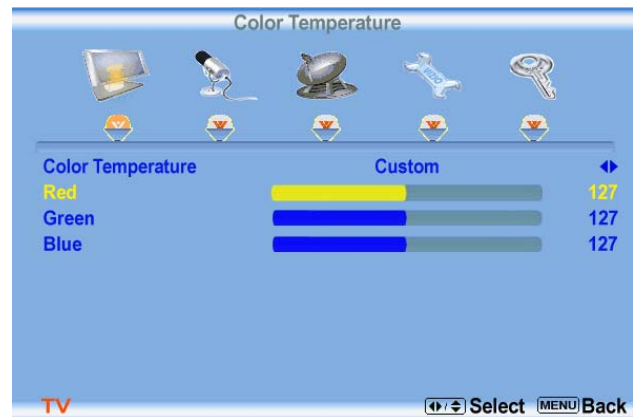 Color Temperature
Color Temperature Custom
Red 127
Green 127
Blue 127
TV Select MENU Back